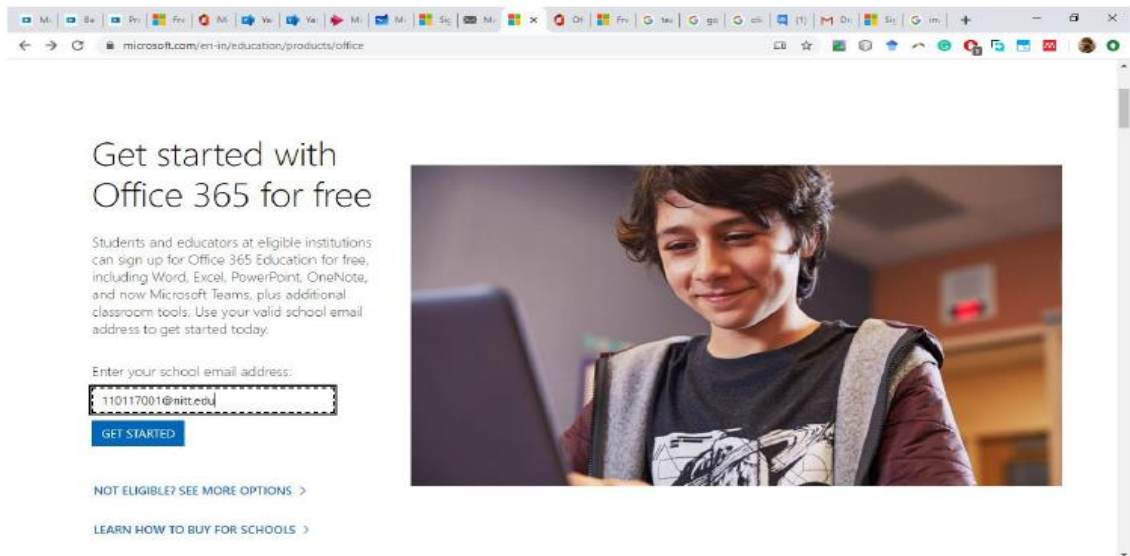 microsoft.com/en-in/education/products/office
Get started with
Office 365 for free
Students and educators at eligible institutions
can sign up for Office 365 Education for free,
including Word, Excel, PowerPoint, OneNote,
and now Microsoft Teams, plus additional
classroom tools. Use your valid school email
address to get started today.
Enter your school email address:
110117001@nitt.edu
GET STARTED
NOT ELIGIBLE? SEE MORE OPTIONS >
LEARN HOW TO BUY FOR SCHOOLS >